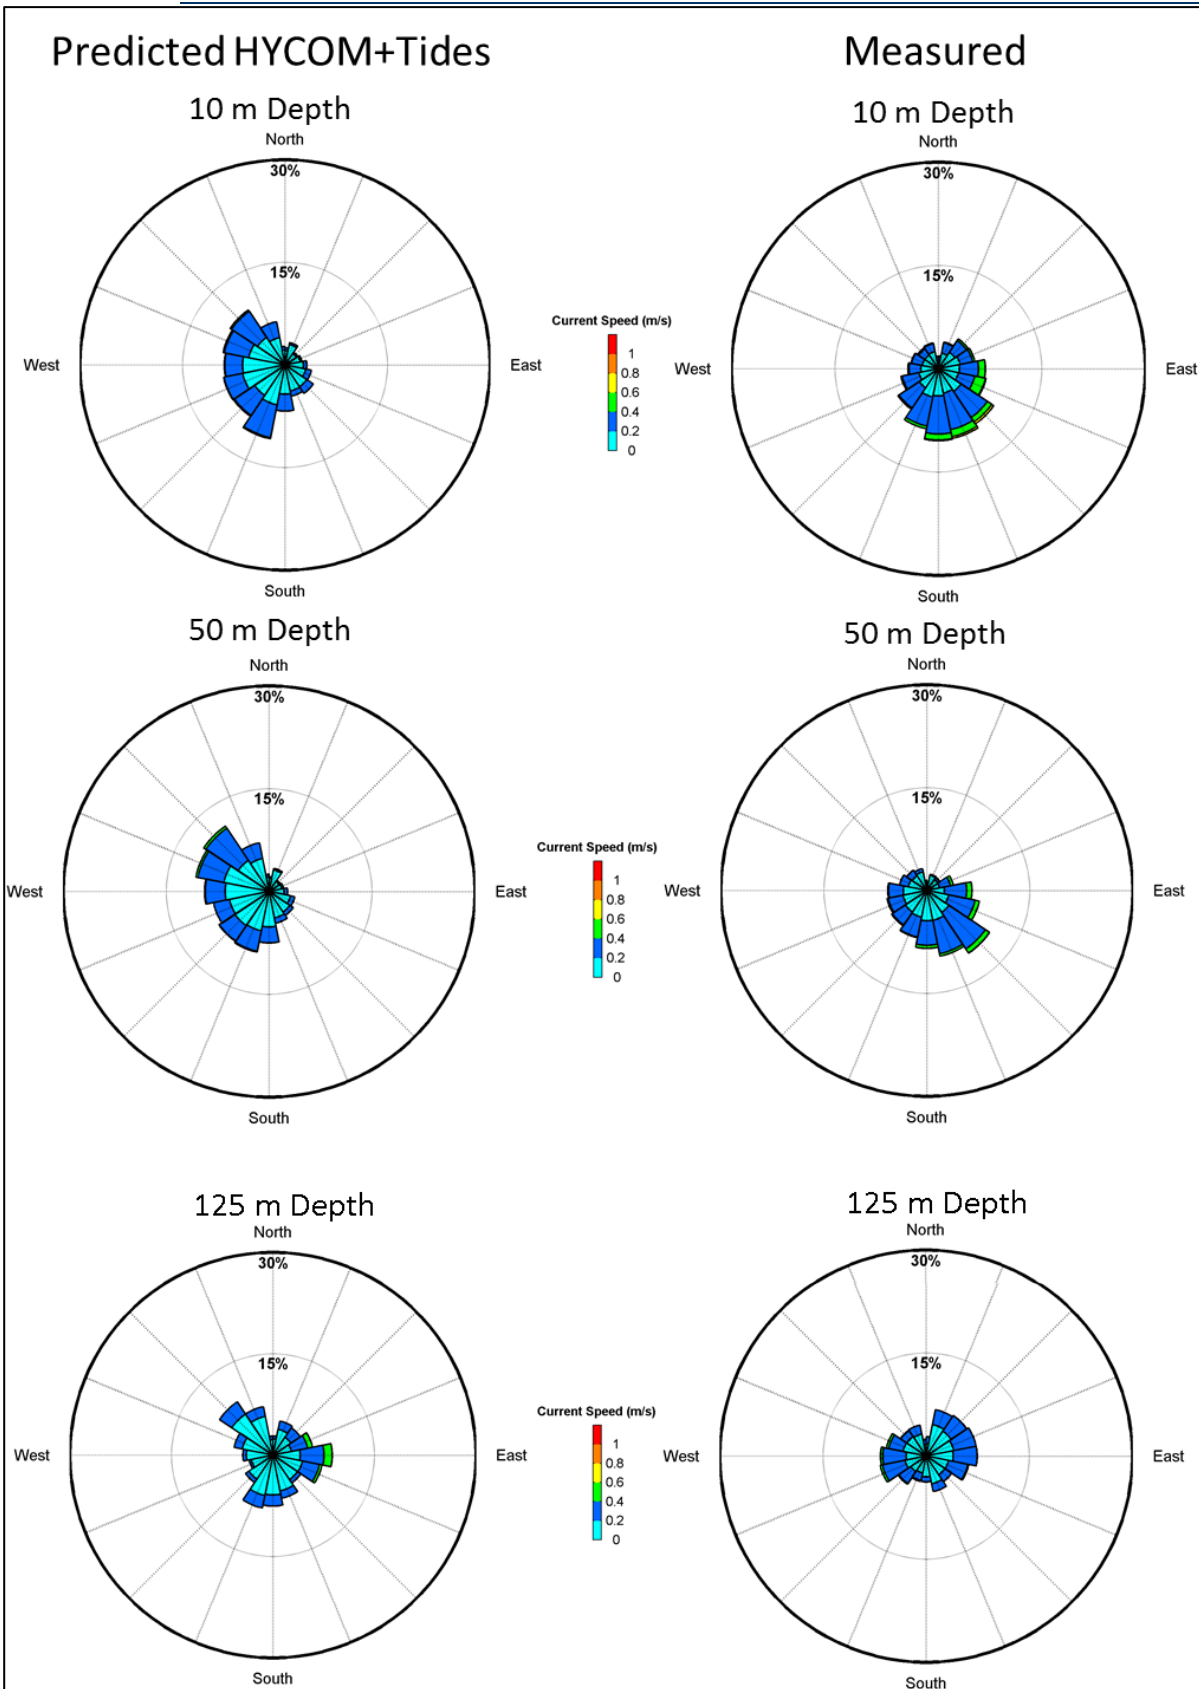 Predicted HYCOM+Tides
Measured
10 m Depth
10 m Depth
North
30%
15%
West
East
South
Current Speed (m/s)
1
0.8
0.6
0.4
0.2
0
North
30%
15%
West
East
South
50 m Depth
50 m Depth
North
30%
15%
West
East
South
Current Speed (m/s)
1
0.8
0.6
0.4
0.2
0
North
30%
15%
West
East
South
125 m Depth
125 m Depth
North
30%
15%
West
East
South
Current Speed (m/s)
1
0.8
0.6
0.4
0.2
0
North
30%
15%
West
East
South